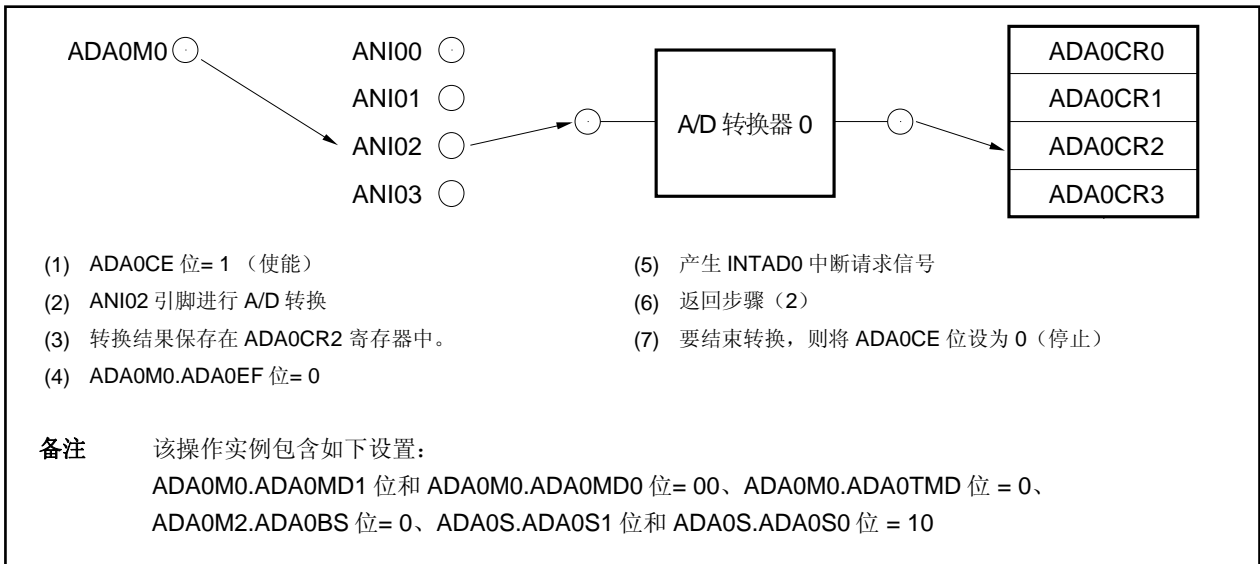 ADA0M0
ANI00
ANI01
ANI02
ANI03
A/D 转换器 0
ADA0CR0
ADA0CR1
ADA0CR2
ADA0CR3
(1) ADA0CE 位= 1 （使能）
(2) ANI02 引脚进行 A/D 转换
(3) 转换结果保存在 ADA0CR2 寄存器中。
(4) ADA0M0.ADA0EF 位= 0
(5) 产生 INTAD0 中断请求信号
(6) 返回步骤（2）
(7) 要结束转换，则将 ADA0CE 位设为 0（停止）
备注 该操作实例包含如下设置：
ADA0M0.ADA0MD1 位和 ADA0M0.ADA0MD0 位= 00、ADA0M0.ADA0TMD 位 = 0、
ADA0M2.ADA0BS 位= 0、ADA0S.ADA0S1 位和 ADA0S.ADA0S0 位 = 10